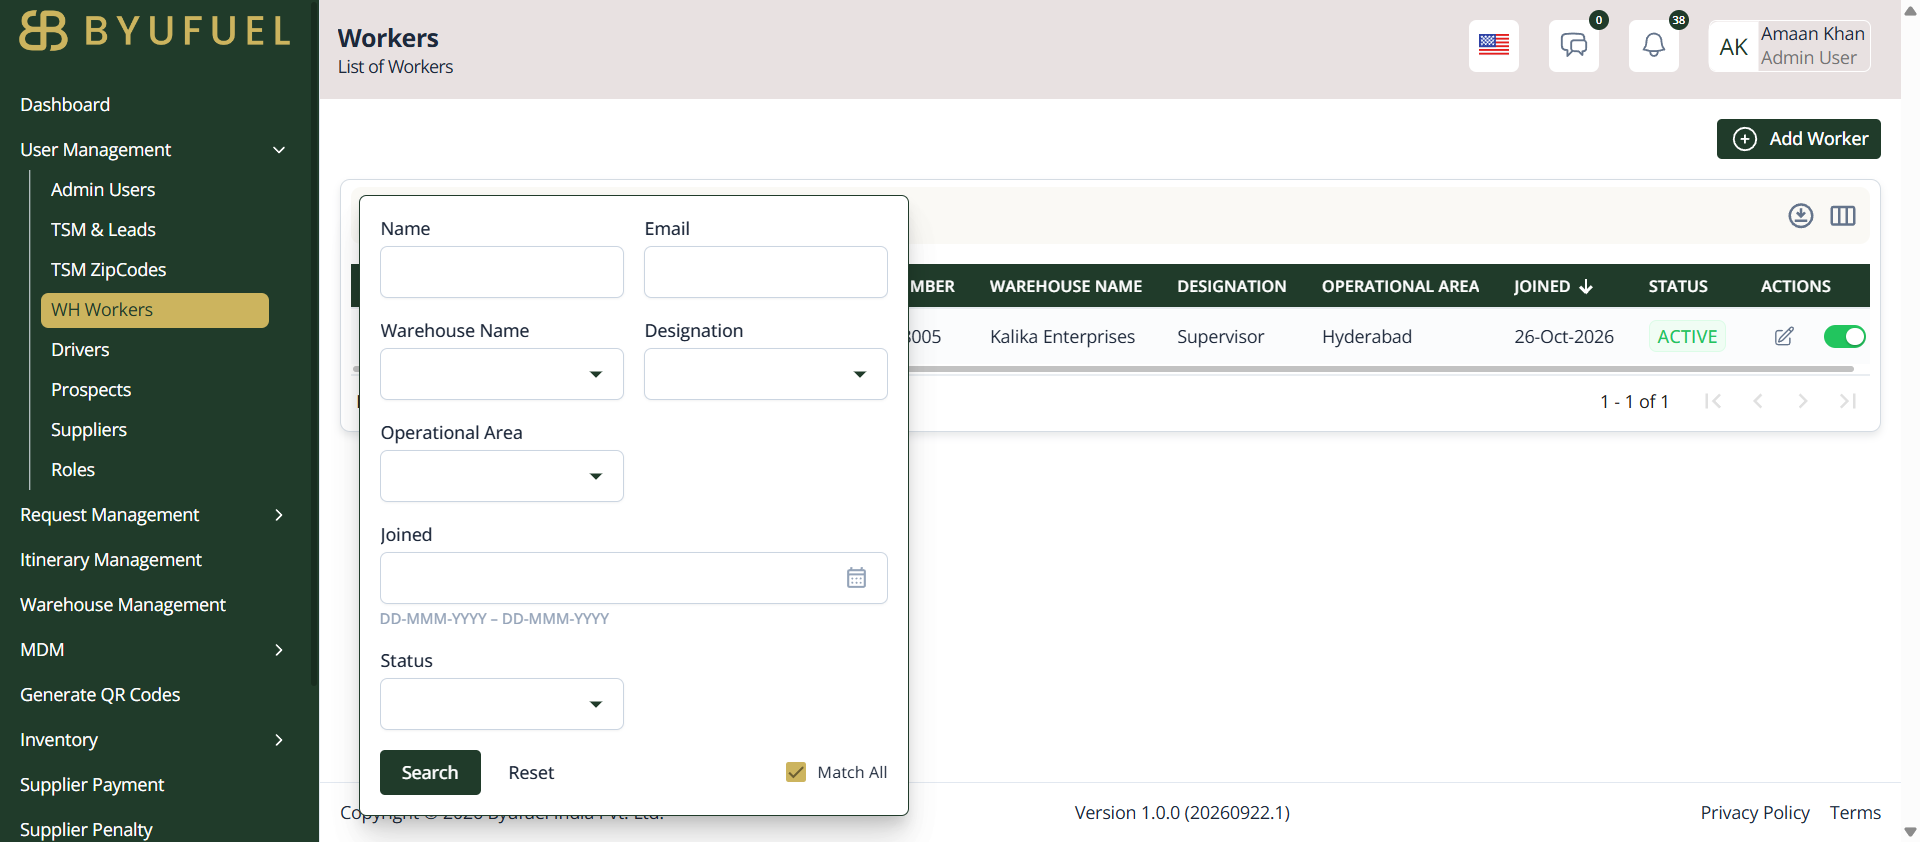 BYUFUEL
Dashboard
User Management
Admin Users
TSM & Leads
TSM ZipCodes
WH Workers
Drivers
Prospects
Suppliers
Roles
Request Management
Itinerary Management
Warehouse Management
MDM
Generate QR Codes
Inventory
Supplier Payment
Supplier Penalty
Workers
List of Workers
0
38
AK
Amaan Khan
Admin User
Add Worker
Name
Email
Warehouse Name
Designation
Operational Area
Joined
DD-MMM-YYYY – DD-MMM-YYYY
Status
Search
Reset
Match All
MBER WAREHOUSE NAME DESIGNATION OPERATIONAL AREA JOINED STATUS ACTIONS
005 Kalika Enterprises Supervisor Hyderabad 26-Oct-2026 ACTIVE
1 - 1 of 1
Version 1.0.0 (20260922.1)
Privacy Policy
Terms